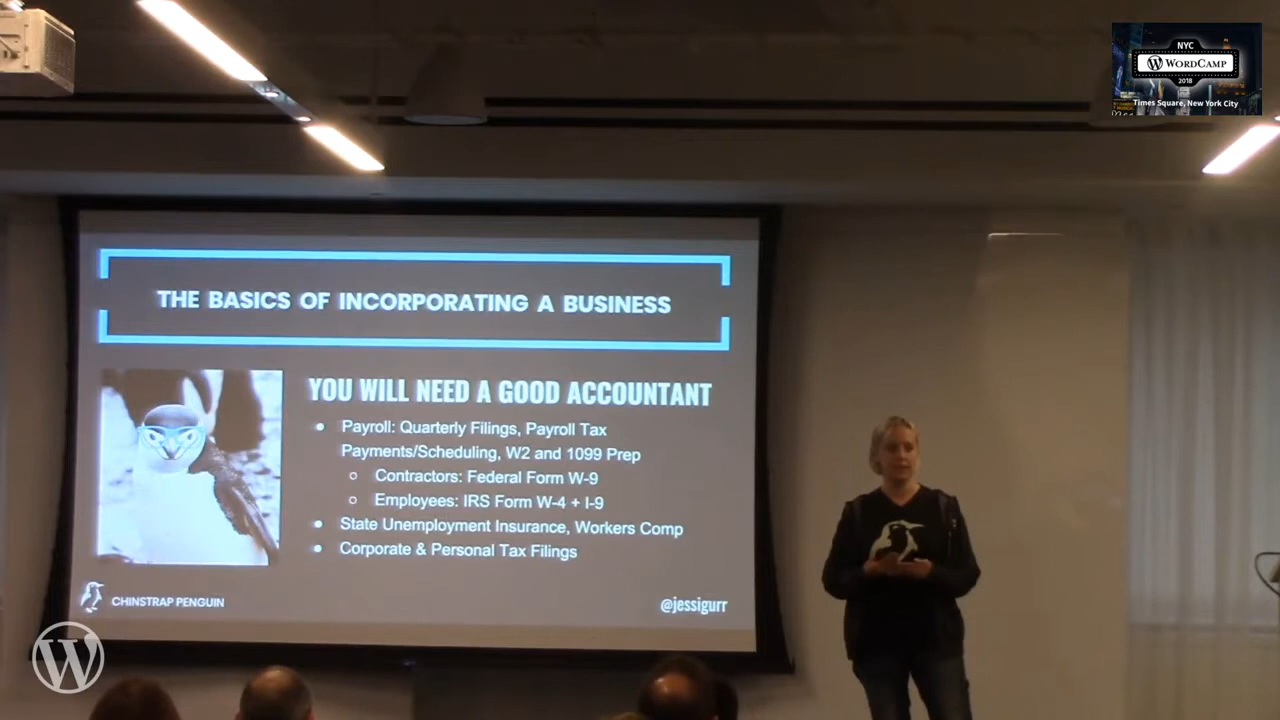 NYC
WORDCAMP
2018
Times Square, New York City
THE BASICS OF INCORPORATING A BUSINESS
YOU WILL NEED A GOOD ACCOUNTANT
Payroll: Quarterly Filings, Payroll Tax
Payments/Scheduling, W2 and 1099 Prep
Contractors: Federal Form W-9
Employees: IRS Form W-4 + I-9
State Unemployment Insurance, Workers Comp
Corporate & Personal Tax Filings
CHINSTRAP PENGUIN
@jessigurr